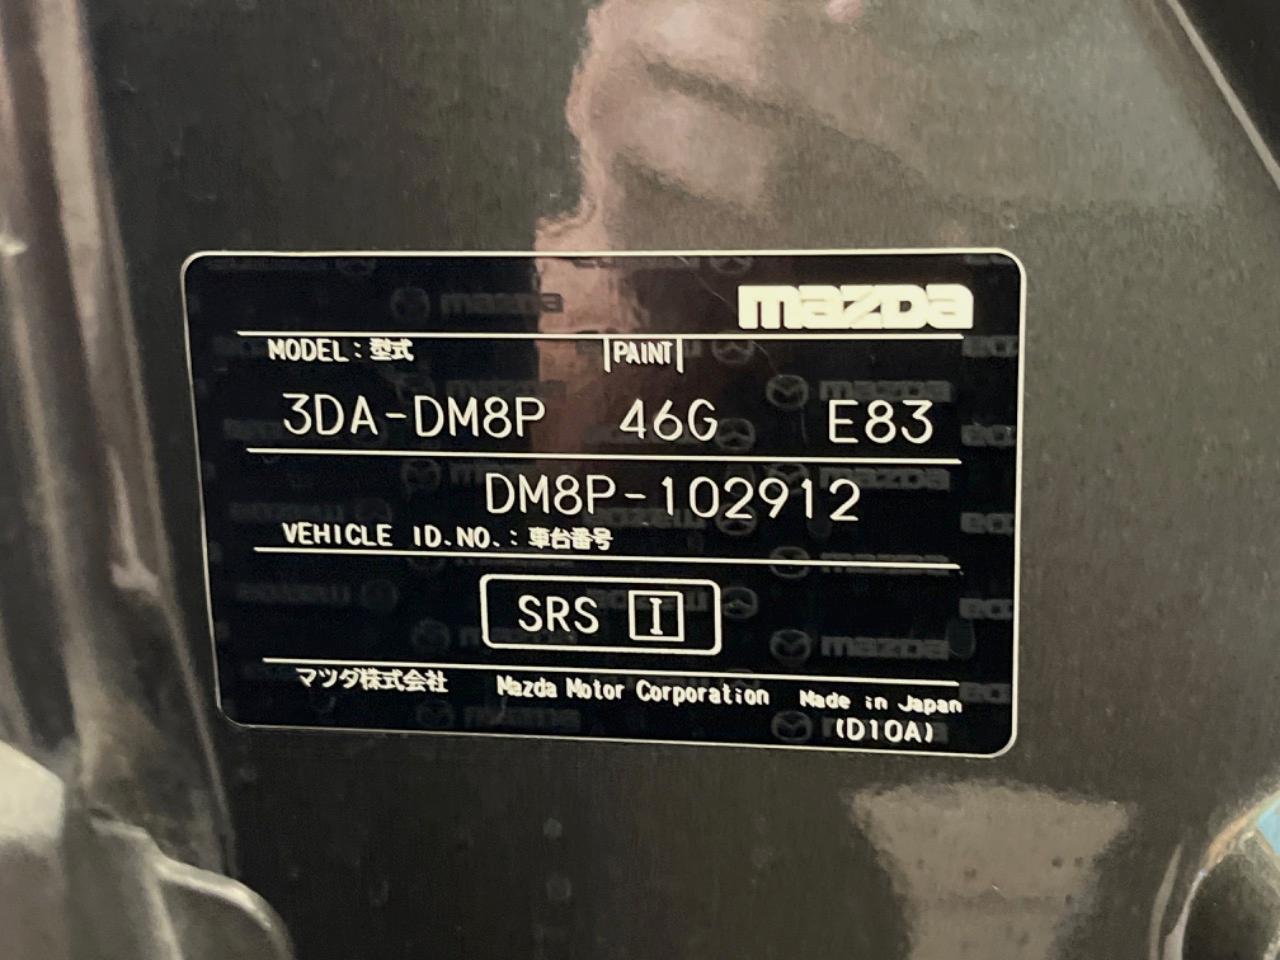 mazda
MODEL:型式 PAINT
3DA-DM8P 46G E83
DM8P-102912
VEHICLE ID.NO.:車台番号
SRS I
マツダ株式会社 Mazda Motor Corporation Made in Japan
(D10A)